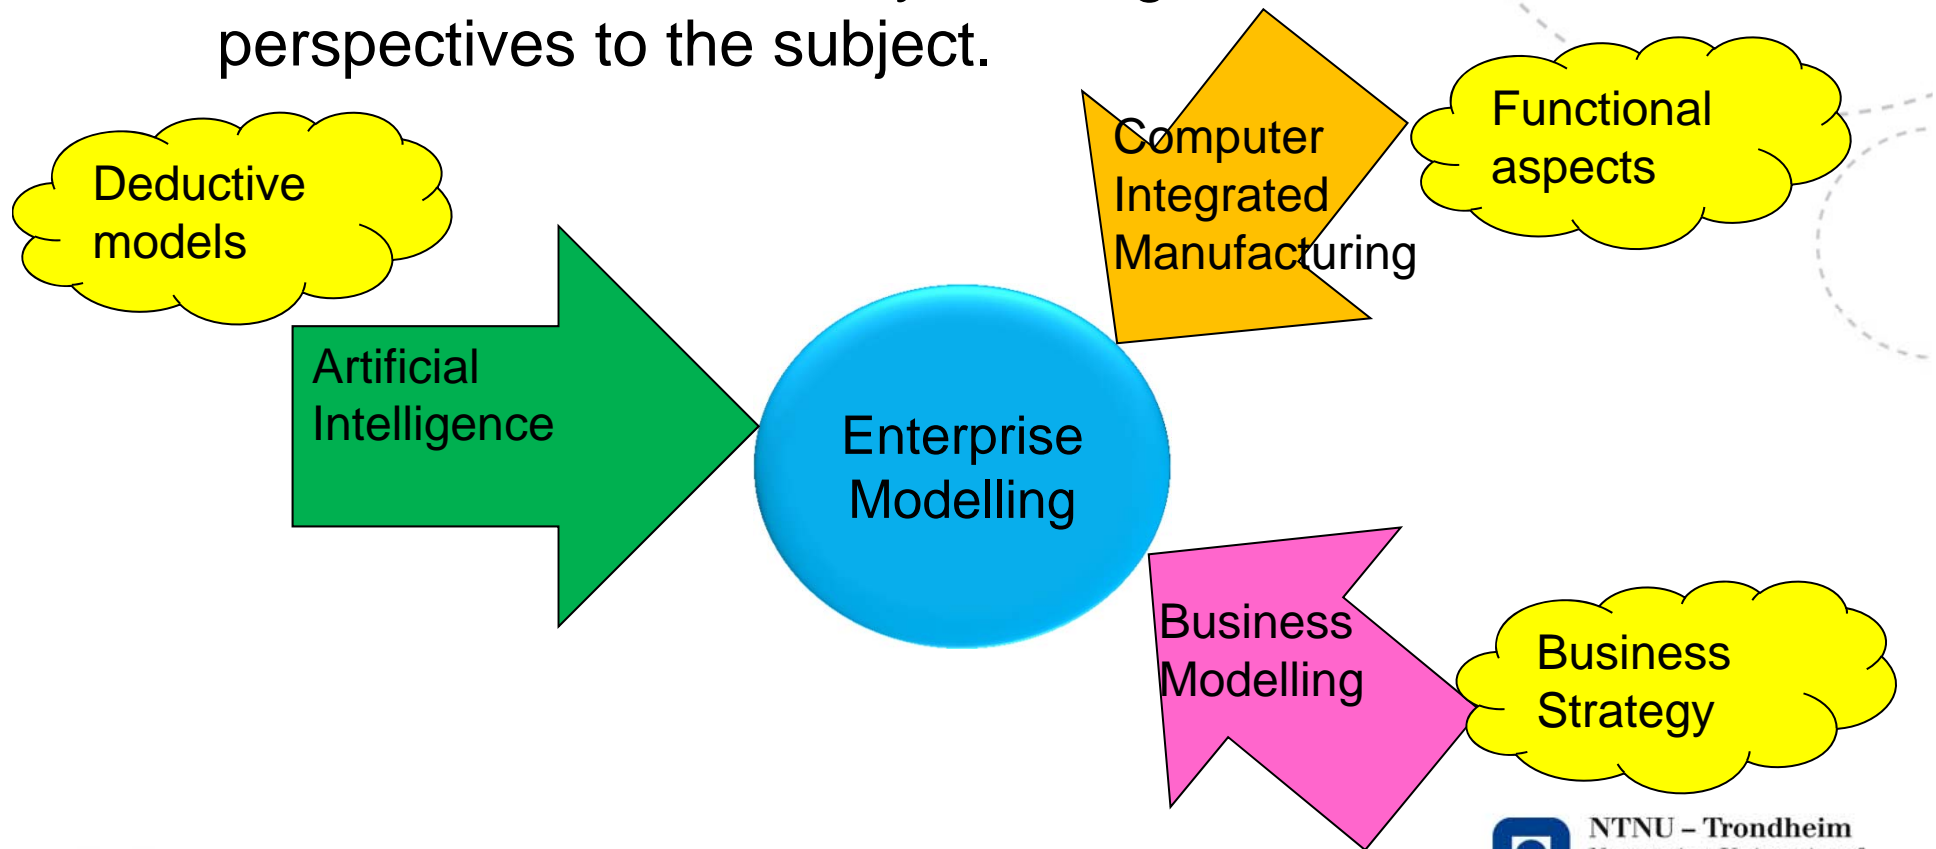 perspectives to the subject.
Deductive
models
Computer
Integrated
Manufacturing
Functional
aspects
Artificial
Intelligence
Enterprise
Modelling
Business
Modelling
Business
Strategy
NTNU – Trondheim